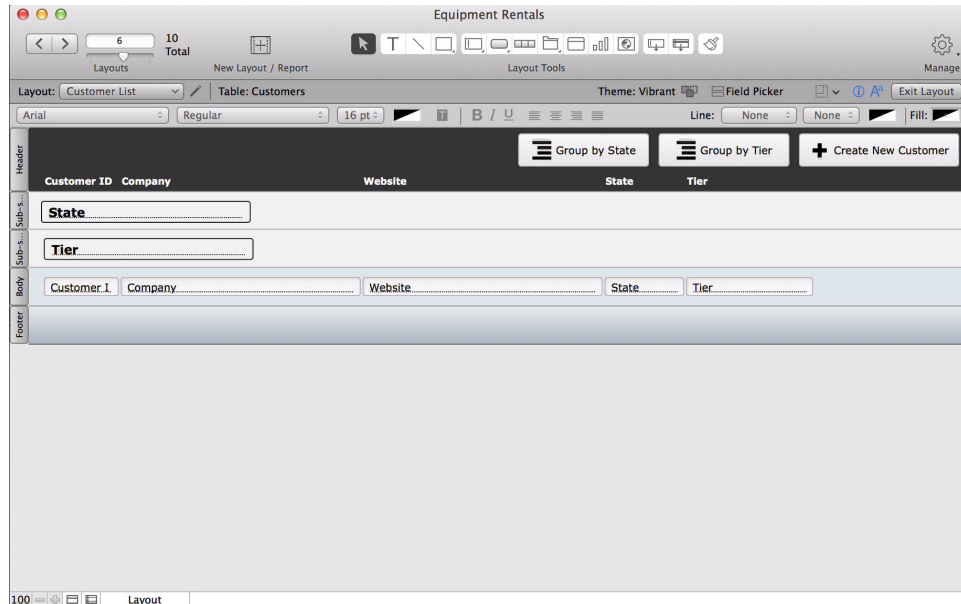 Equipment Rentals
6
10
Total
Layouts
New Layout / Report
Layout Tools
Manage
Layout: Customer List
Table: Customers
Theme: Vibrant
Field Picker
Aa
Exit Layout
Arial
Regular
16 pt
B I U
Line: None
None
Fill:
Header
Group by State
Group by Tier
Create New Customer
Customer ID Company Website State Tier
Sub-s...
State
Sub-s...
Tier
Body
Customer I Company Website State Tier
Footer
100
Layout